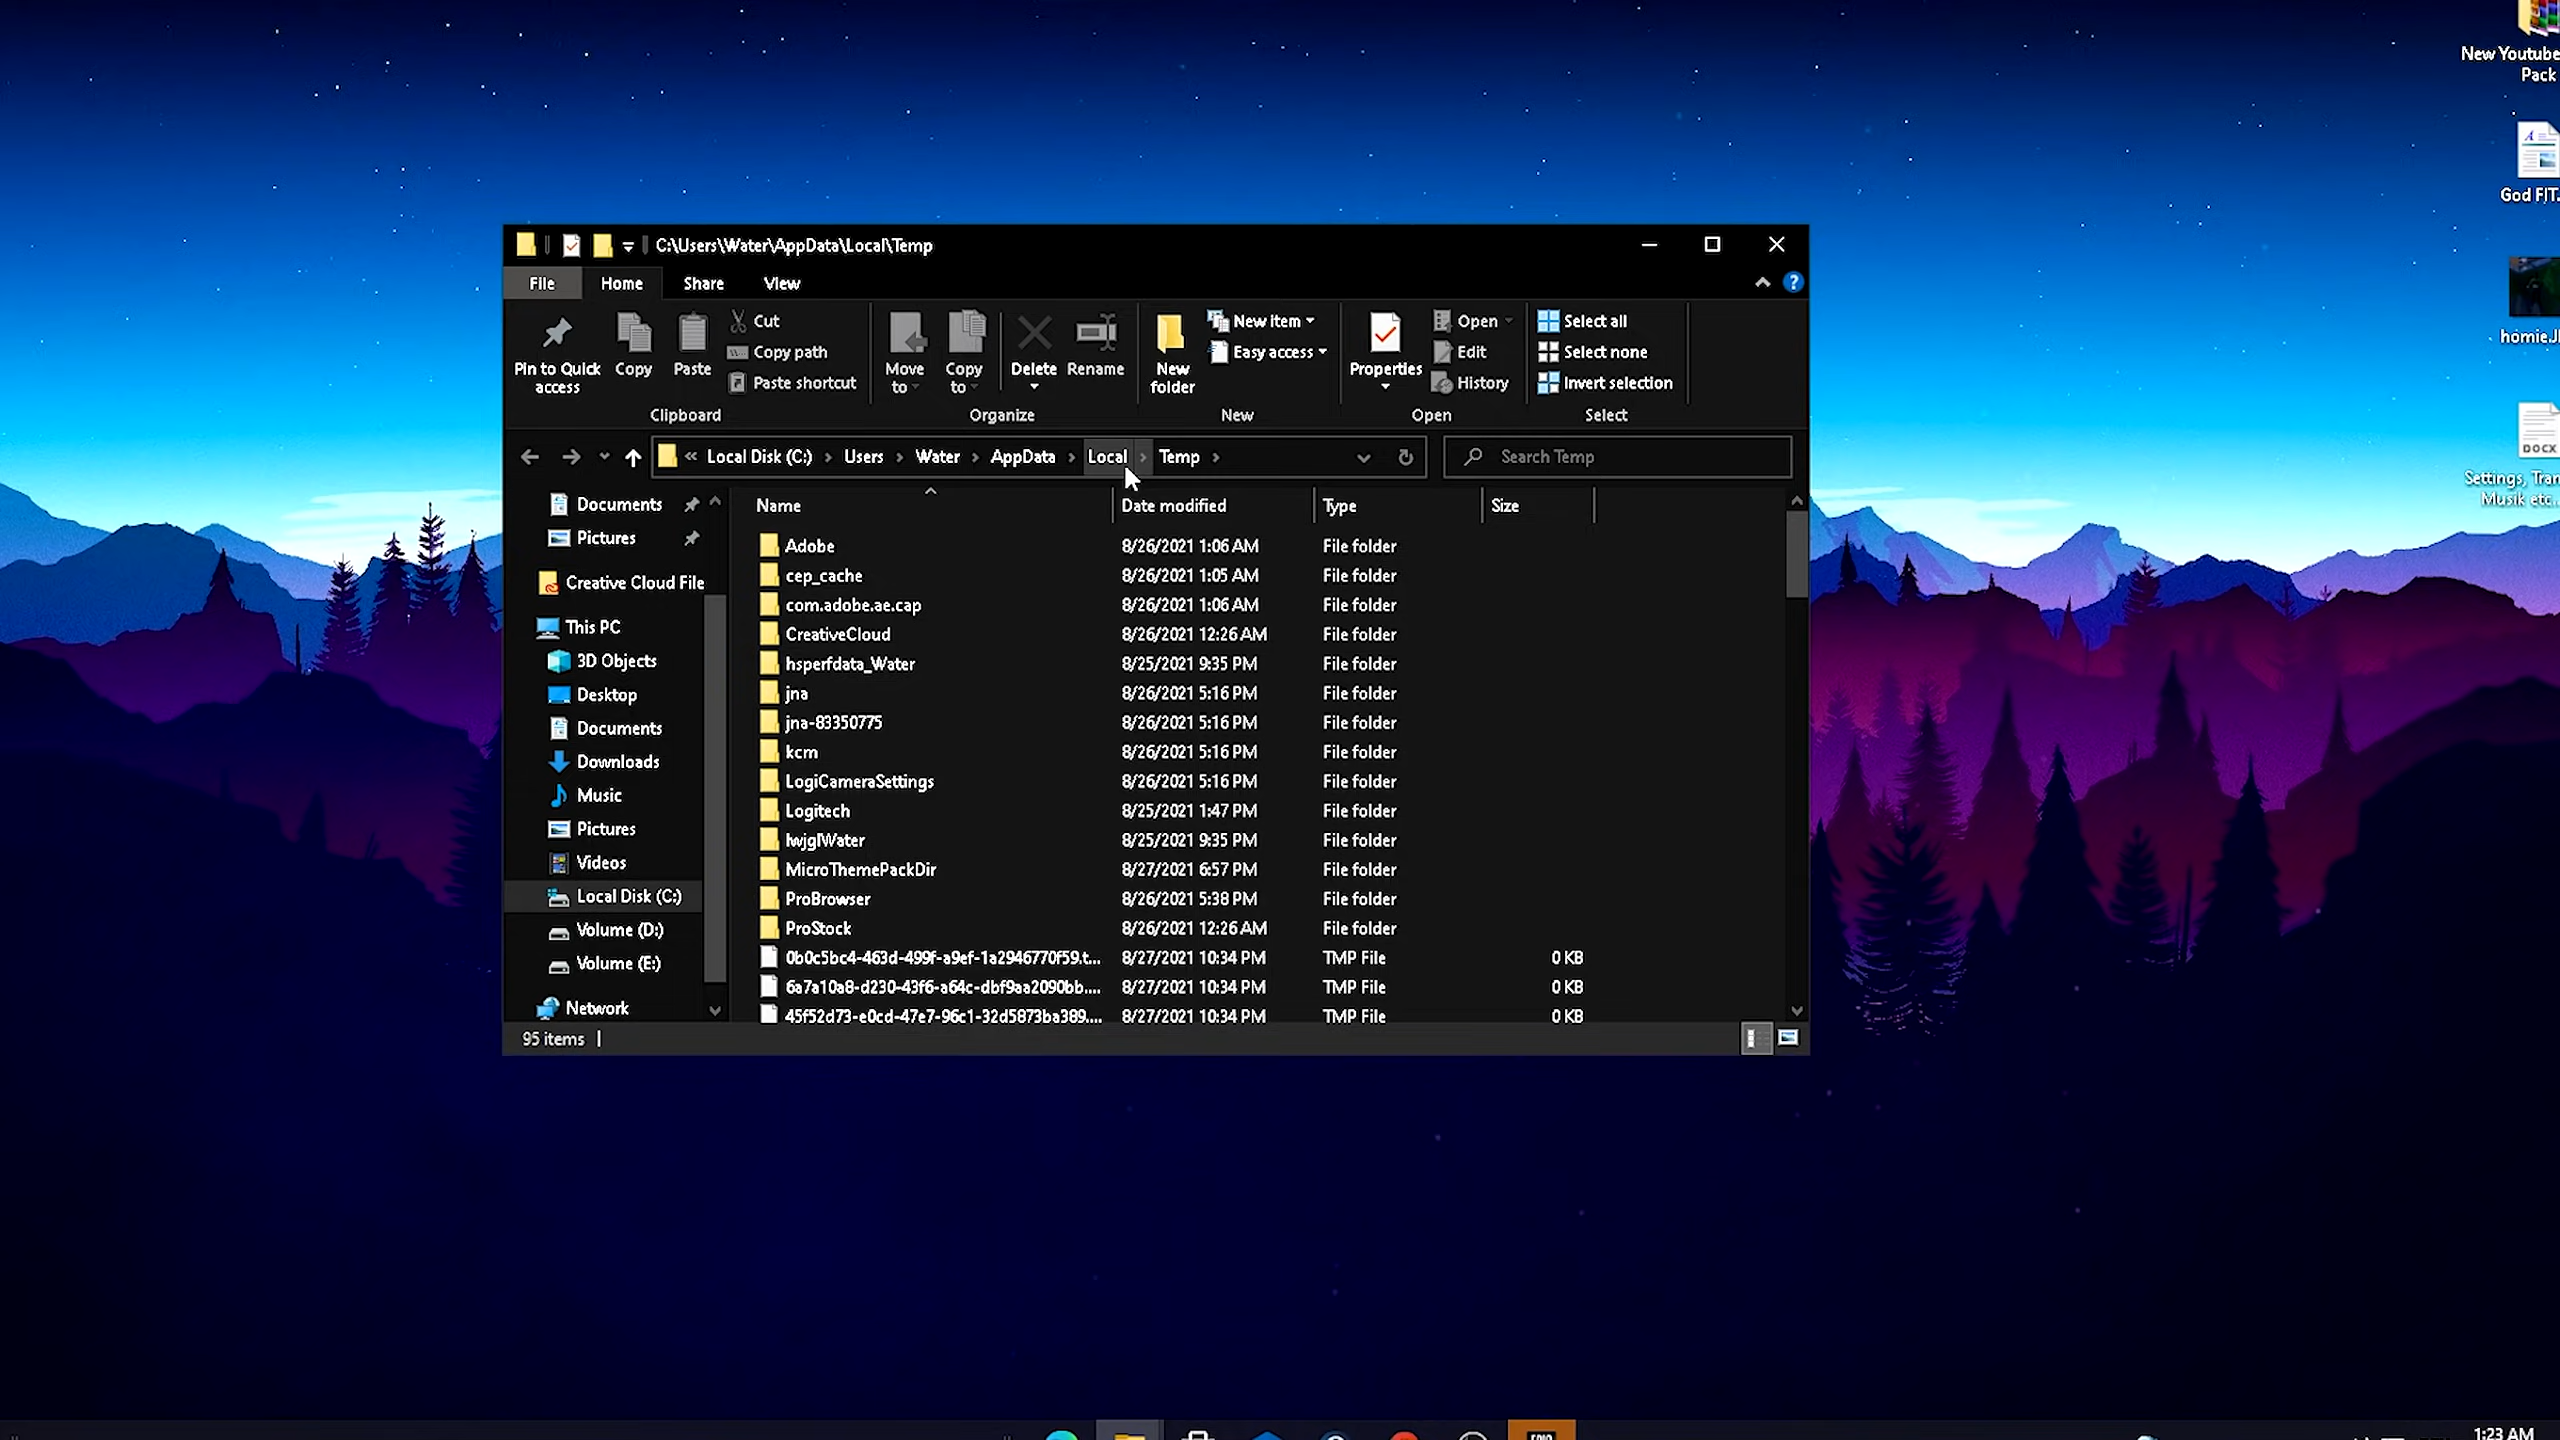 New Youtube
Pack
God FIT.
homie.J
DOCX
Settings, Tran
Musik etc..
C:\Users\Water\AppData\Local\Temp
File
Home
Share
View
Pin to Quick access
Copy
Paste
Cut
Copy path
Paste shortcut
Clipboard
Move to
Copy to
Delete
Rename
Organize
New folder
New item
Easy access
New
Properties
Open
Edit
History
Open
Select all
Select none
Invert selection
Select
« Local Disk (C:) › Users › Water › AppData › Local › Temp ›
Search Temp
Documents
Pictures
Creative Cloud File
This PC
3D Objects
Desktop
Documents
Downloads
Music
Pictures
Videos
Local Disk (C:)
Volume (D:)
Volume (E:)
Network
Name Date modified Type Size
Adobe 8/26/2021 1:06 AM File folder
cep_cache 8/26/2021 1:05 AM File folder
com.adobe.ae.cap 8/26/2021 1:06 AM File folder
CreativeCloud 8/26/2021 12:26 AM File folder
hsperfdata_Water 8/25/2021 9:35 PM File folder
jna 8/26/2021 5:16 PM File folder
jna-83350775 8/26/2021 5:16 PM File folder
kcm 8/26/2021 5:16 PM File folder
LogiCameraSettings 8/26/2021 5:16 PM File folder
Logitech 8/25/2021 1:47 PM File folder
lwjglWater 8/25/2021 9:35 PM File folder
MicroThemePackDir 8/27/2021 6:57 PM File folder
ProBrowser 8/26/2021 5:38 PM File folder
ProStock 8/26/2021 12:26 AM File folder
0b0c5bc4-463d-499f-a9ef-1a2946770f59.t... 8/27/2021 10:34 PM TMP File 0 KB
6a7a10a8-d230-43f6-a64c-dbf9aa2090bb.... 8/27/2021 10:34 PM TMP File 0 KB
45f52d73-e0cd-47e7-96c1-32d5873ba389.... 8/27/2021 10:34 PM TMP File 0 KB
95 items
1:23 AM